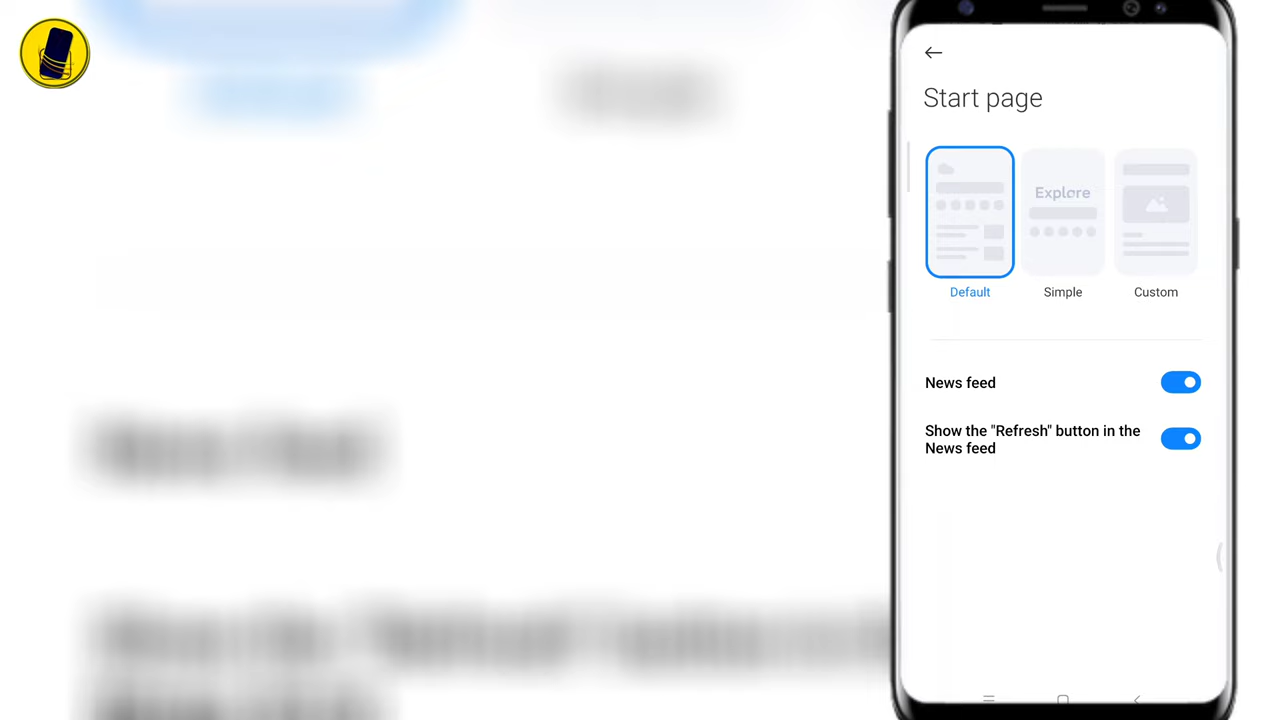 Start page
Explore
Default
Simple
Custom
News feed
Show the "Refresh" button in the
News feed